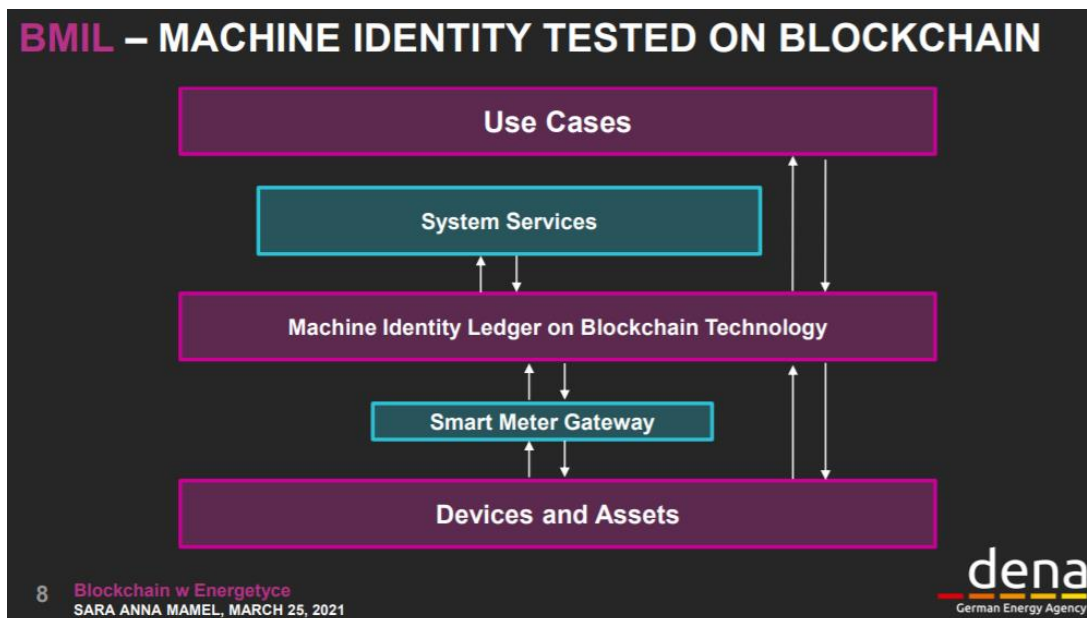 BMIL – MACHINE IDENTITY TESTED ON BLOCKCHAIN
Use Cases
System Services
Machine Identity Ledger on Blockchain Technology
Smart Meter Gateway
Devices and Assets
8
Blockchain w Energetyce
SARA ANNA MAMEL, MARCH 25, 2021
dena
German Energy Agency